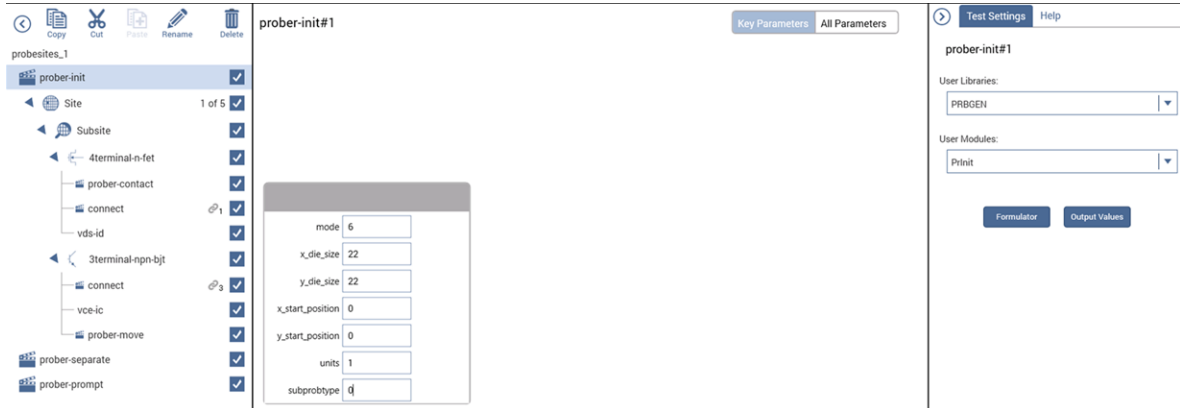 Copy Cut Paste Rename Delete
probesites_1
prober-init
Site 1 of 5
Subsite
4terminal-n-fet
prober-contact
connect 1
vds-id
3terminal-npn-bjt
connect 3
vce-ic
prober-move
prober-separate
prober-prompt
prober-init#1
Key Parameters All Parameters
mode 6
x_die_size 22
y_die_size 22
x_start_position 0
y_start_position 0
units 1
subprobtype 0
Test Settings Help
prober-init#1
User Libraries:
PRBGEN
User Modules:
PrInit
Formulator Output Values